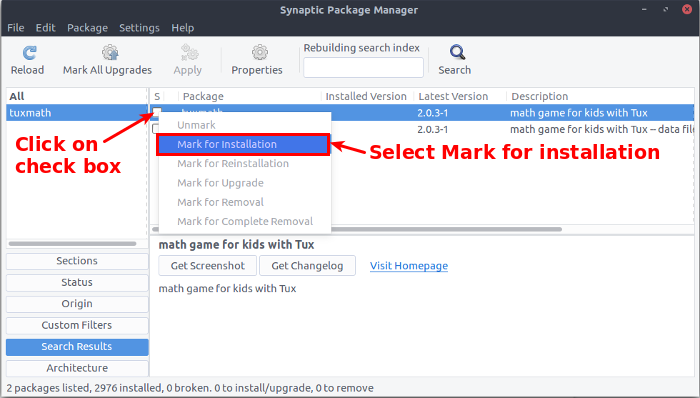 Synaptic Package Manager
File Edit Package Settings Help
Rebuilding search index
Reload Mark All Upgrades Apply Properties Search
All
tuxmath
S Package Installed Version Latest Version Description
tuxmath 2.0.3-1 math game for kids with Tux
2.0.3-1 math game for kids with Tux – data file
Click on
check box
Unmark
Mark for Installation
Mark for Reinstallation
Mark for Upgrade
Mark for Removal
Mark for Complete Removal
Select Mark for installation
math game for kids with Tux
Get Screenshot Get Changelog Visit Homepage
math game for kids with Tux
Sections
Status
Origin
Custom Filters
Search Results
Architecture
2 packages listed, 2976 installed, 0 broken. 0 to install/upgrade, 0 to remove